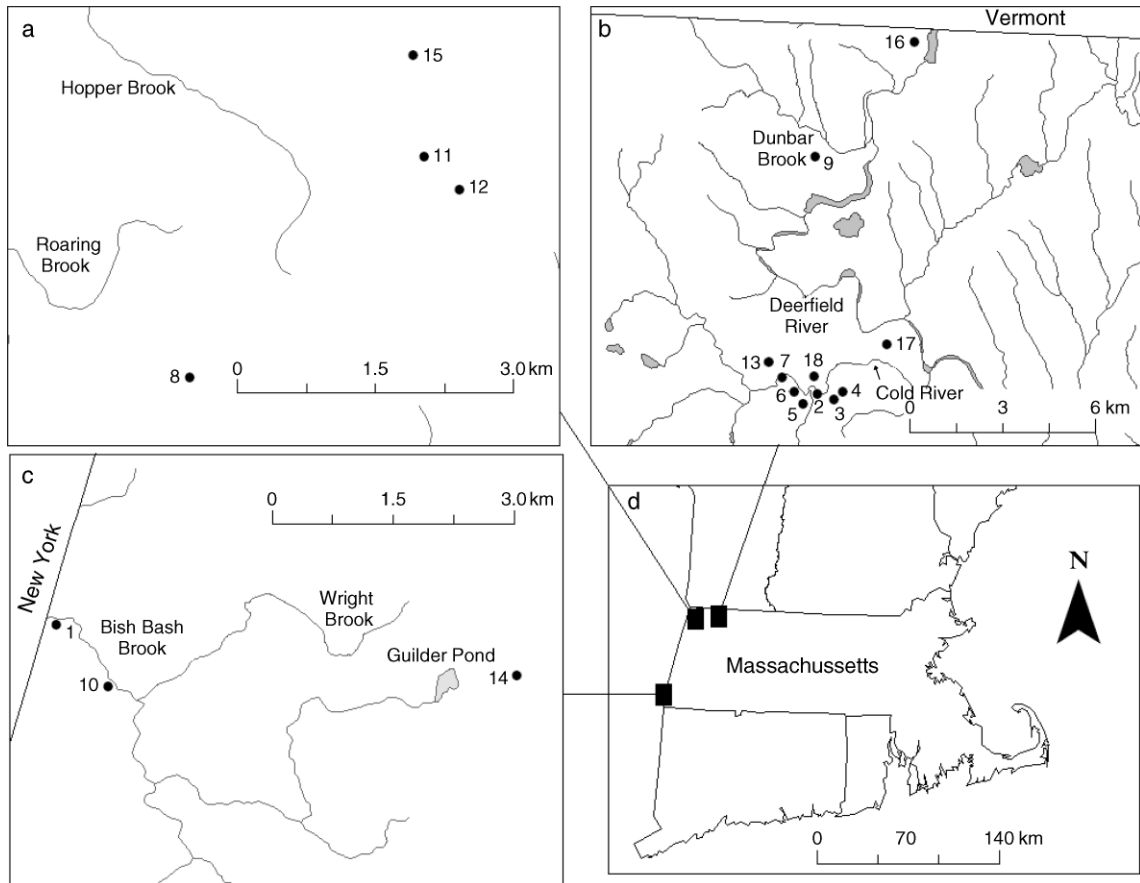 a
15
Hopper Brook
11
12
Roaring
Brook
0 1.5 3.0 km
8
Vermont
b
16
Dunbar
Brook
9
Deerfield
River
17
13 7 18
6 4
5 2 3
Cold River
0 3 6 km
c
0 1.5 3.0 km
New York
1
Wright
Brook
Bish Bash
Brook
Guilder Pond
10
14
d
N
Massachussetts
0 70 140 km